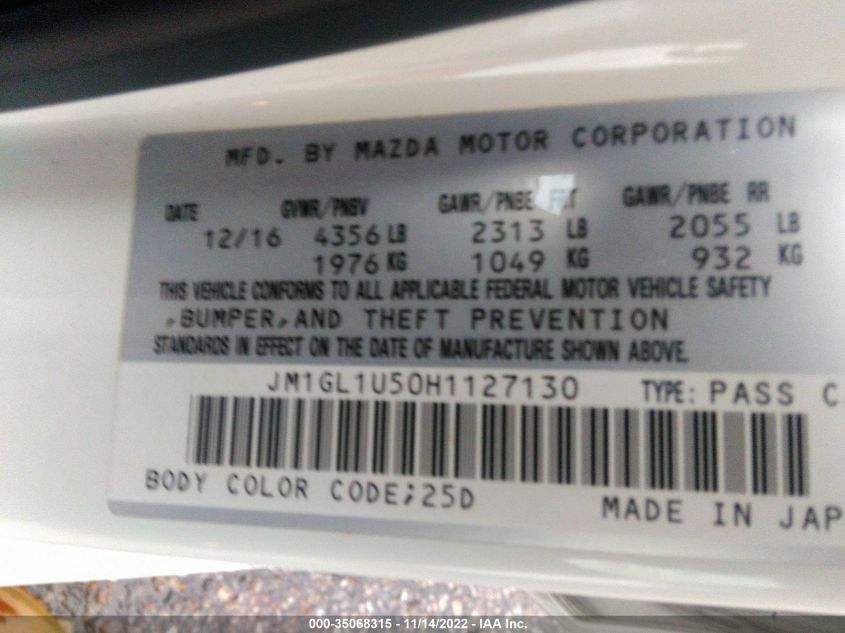 MFD. BY MAZDA MOTOR CORPORATION
DATE GVWR/PNBV GAWR/PNBE FRT GAWR/PNBE RR
12/16 4356 LB 2313 LB 2055 LB
1976 KG 1049 KG 932 KG
THIS VEHICLE CONFORMS TO ALL APPLICABLE FEDERAL MOTOR VEHICLE SAFETY
,BUMPER, AND THEFT PREVENTION
STANDARDS IN EFFECT ON THE DATE OF MANUFACTURE SHOWN ABOVE.
JM1GL1U50H1127130 TYPE: PASS C
BODY COLOR CODE;25D
MADE IN JAP
000-35068315 - 11/14/2022 - IAA Inc.